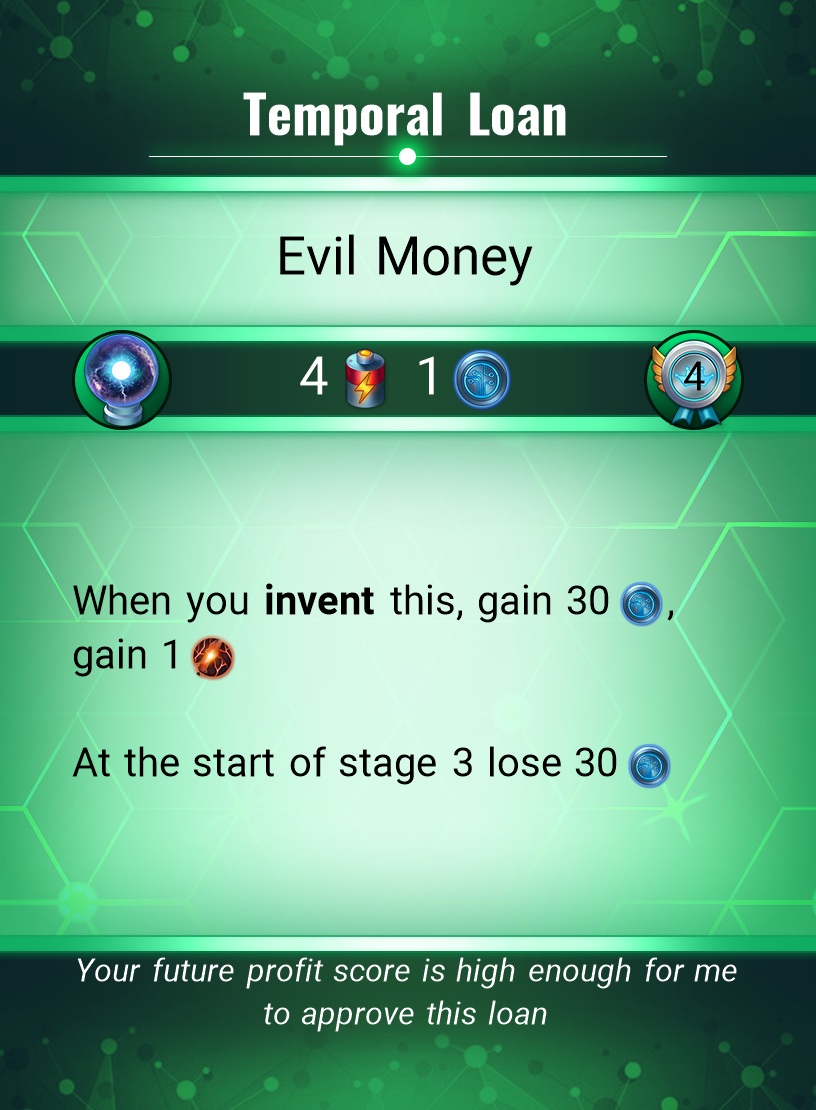 Temporal Loan
Evil Money
4 1 4
When you invent this, gain 30 ,
gain 1
At the start of stage 3 lose 30
Your future profit score is high enough for me
to approve this loan